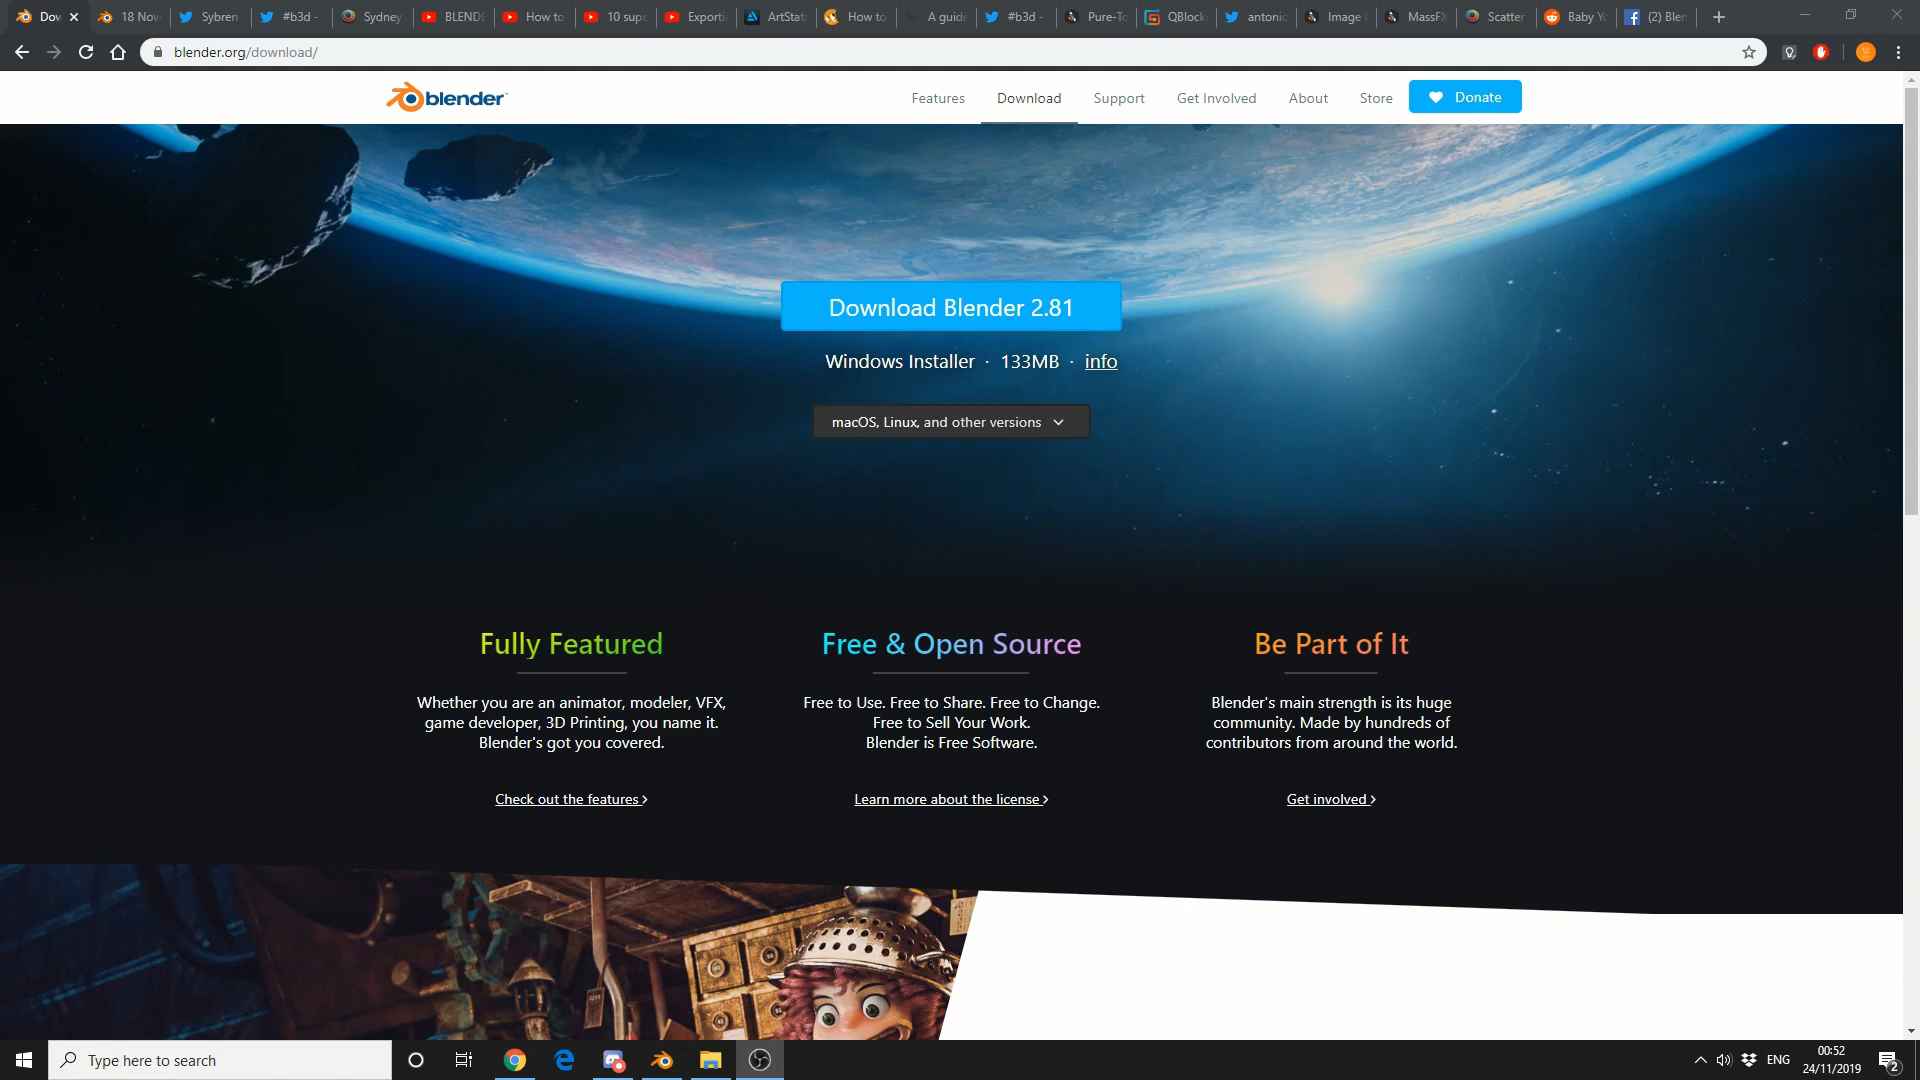 Dow
18 Nov
Sybren
#b3d -
Sydney
BLENDE
How to
10 supe
Exporti
ArtStati
How to
A guide
#b3d -
Pure-To
QBlock
antonic
Image
MassFX
Scatter
Baby Yo
(2) Blen
blender.org/download/
blender
Features
Download
Support
Get Involved
About
Store
Donate
Download Blender 2.81
Windows Installer · 133MB · info
macOS, Linux, and other versions
Fully Featured
Whether you are an animator, modeler, VFX,
game developer, 3D Printing, you name it.
Blender's got you covered.
Check out the features
Free & Open Source
Free to Use. Free to Share. Free to Change.
Free to Sell Your Work.
Blender is Free Software.
Learn more about the license
Be Part of It
Blender's main strength is its huge
community. Made by hundreds of
contributors from around the world.
Get involved
Type here to search
ENG
00:52
24/11/2019
2